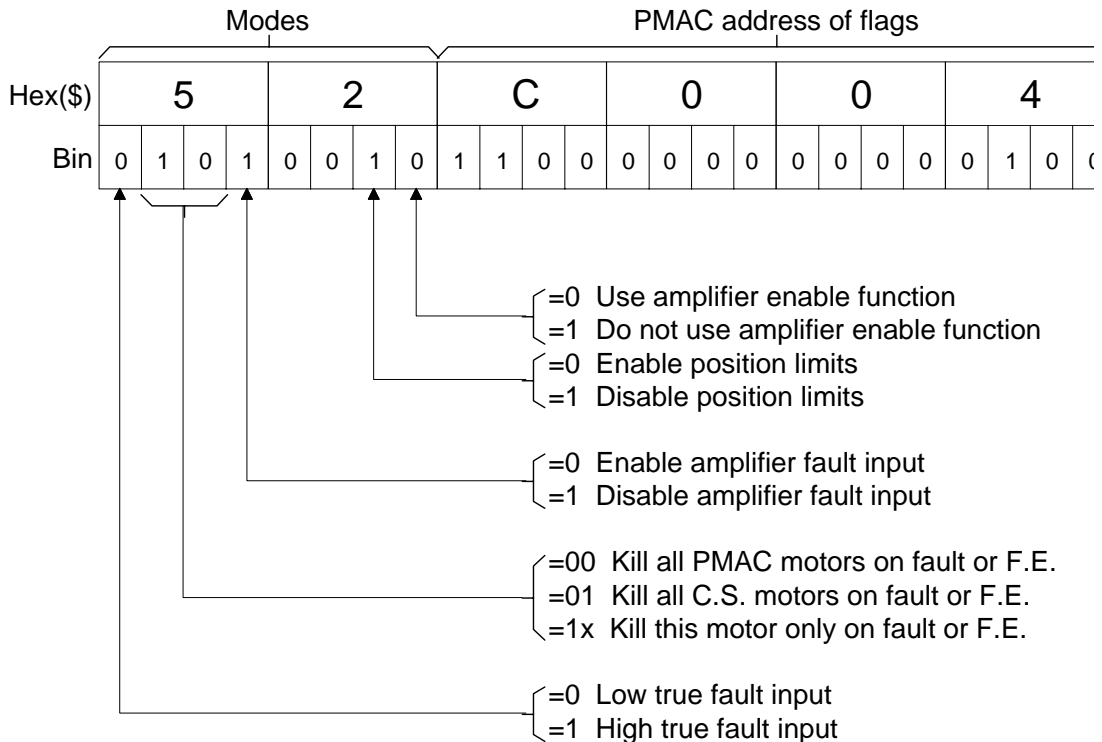 Modes PMAC address of flags
Hex($) 5 2 C 0 0 4
Bin 0 1 0 1 0 0 1 0 1 1 0 0 0 0 0 0 0 0 0 0 0 1 0 0
=0 Use amplifier enable function
=1 Do not use amplifier enable function
=0 Enable position limits
=1 Disable position limits
=0 Enable amplifier fault input
=1 Disable amplifier fault input
=00 Kill all PMAC motors on fault or F.E.
=01 Kill all C.S. motors on fault or F.E.
=1x Kill this motor only on fault or F.E.
=0 Low true fault input
=1 High true fault input